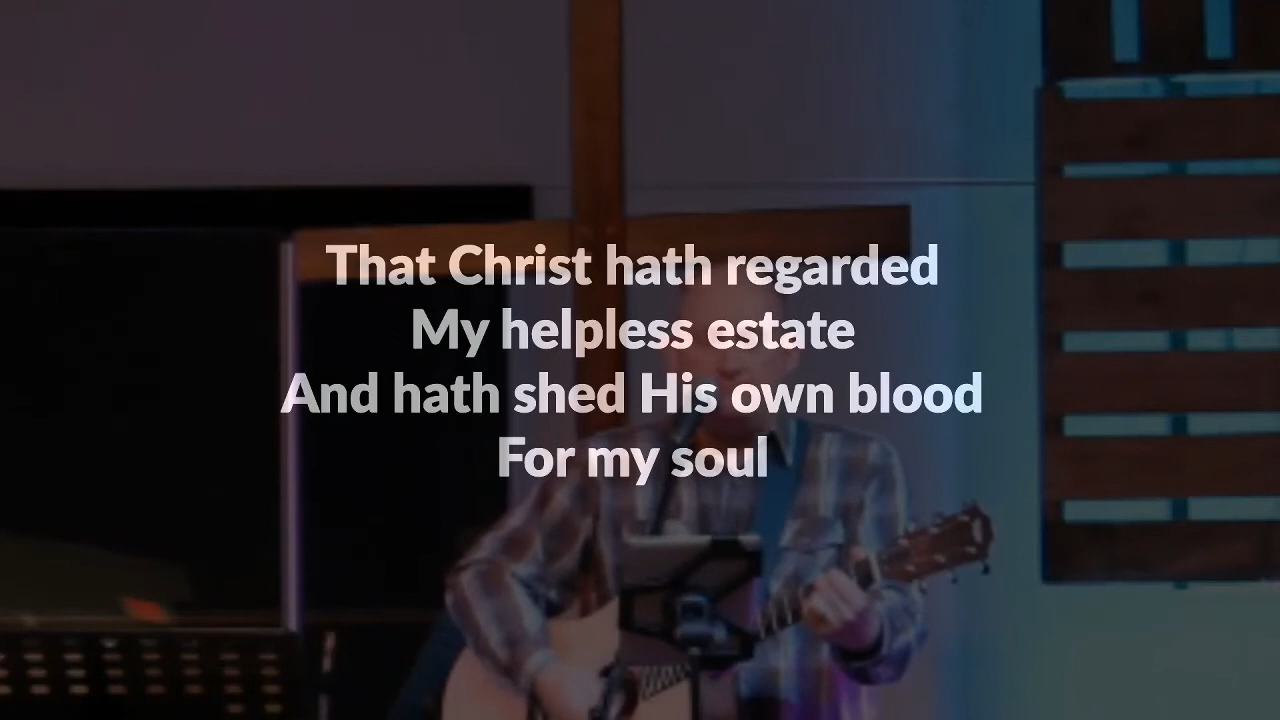 That Christ hath regarded
My helpless estate
And hath shed His own blood
For my soul